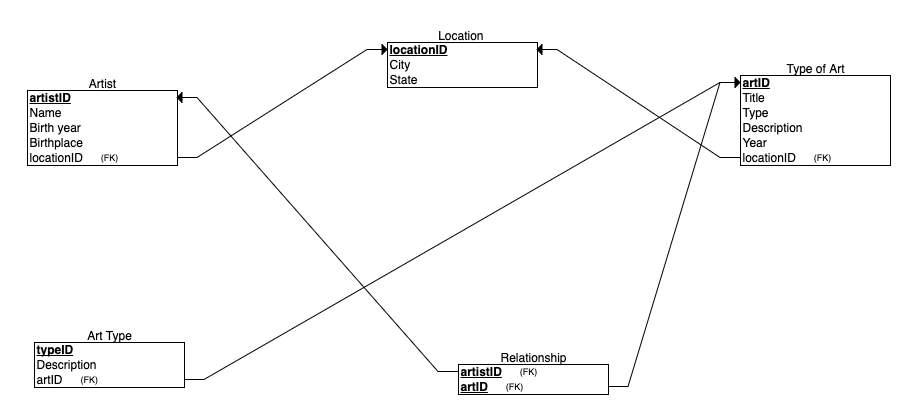 Location
locationID
City
State
Artist
artistID
Name
Birth year
Birthplace
locationID (FK)
Type of Art
artID
Title
Type
Description
Year
locationID (FK)
Art Type
typeID
Description
artID (FK)
Relationship
artistID (FK)
artID (FK)